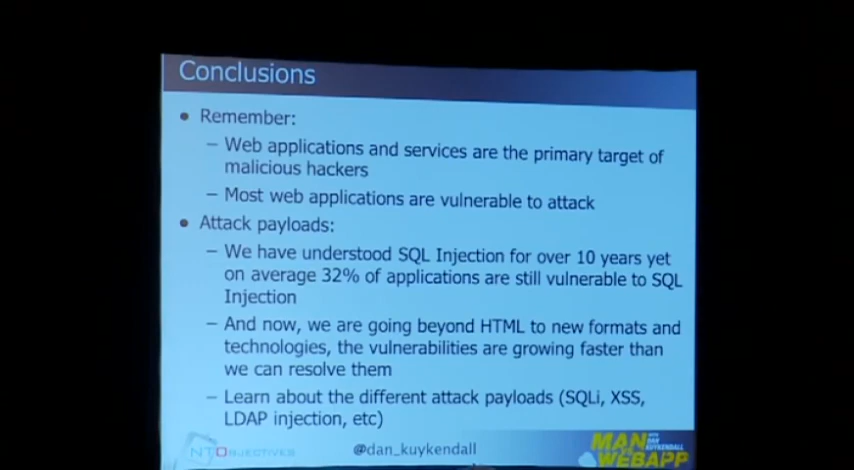 Conclusions
• Remember:
– Web applications and services are the primary target of
malicious hackers
– Most web applications are vulnerable to attack
• Attack payloads:
– We have understood SQL Injection for over 10 years yet
on average 32% of applications are still vulnerable to SQL
Injection
– And now, we are going beyond HTML to new formats and
technologies, the vulnerabilities are growing faster than
we can resolve them
– Learn about the different attack payloads (SQLi, XSS,
LDAP injection, etc)
NTOBJECTIVES
@dan_kuykendall
MAN WITH DAN KUYKENDALL
WEBAPP